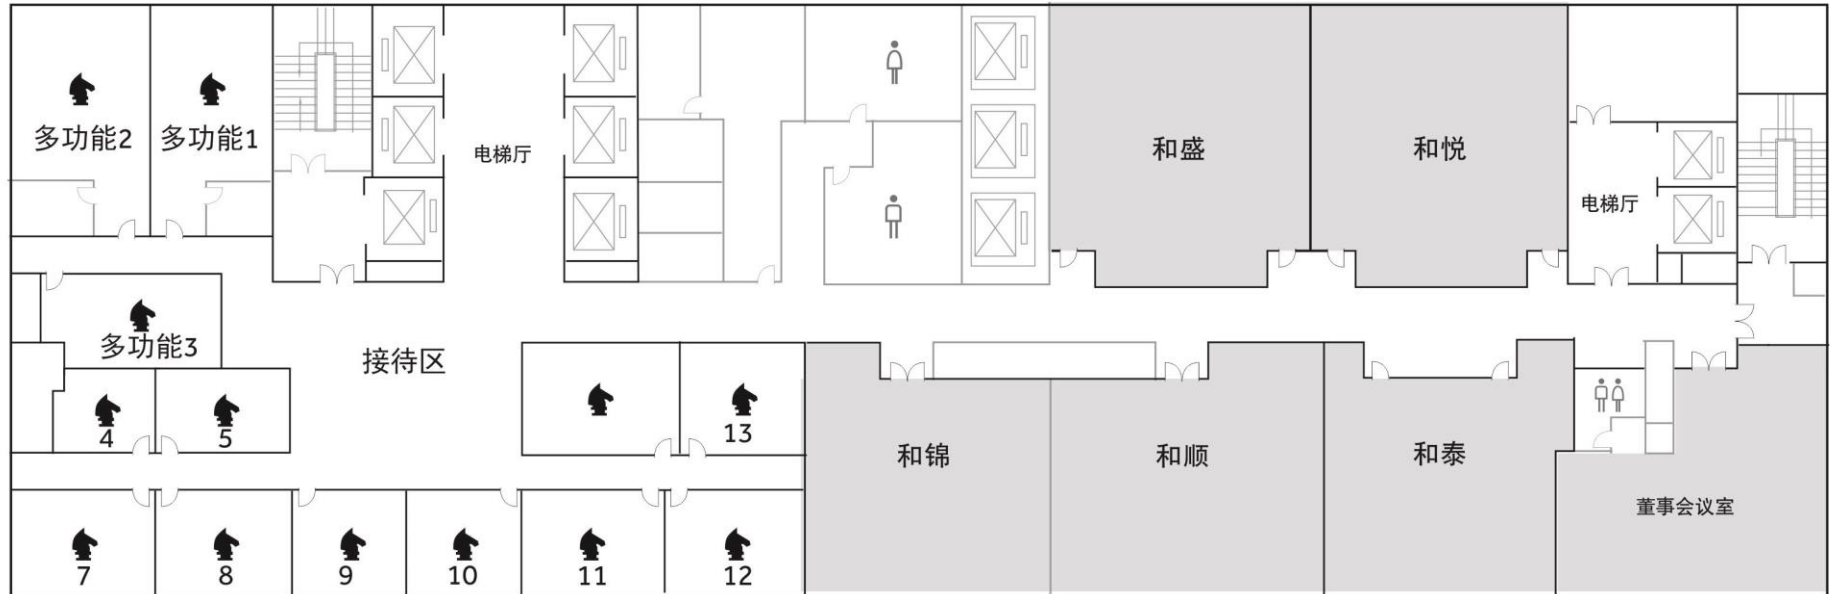 多功能2
多功能1
电梯厅
和盛
和悦
电梯厅
多功能3
接待区
4
5
13
和锦
和顺
和泰
董事会议室
7
8
9
10
11
12